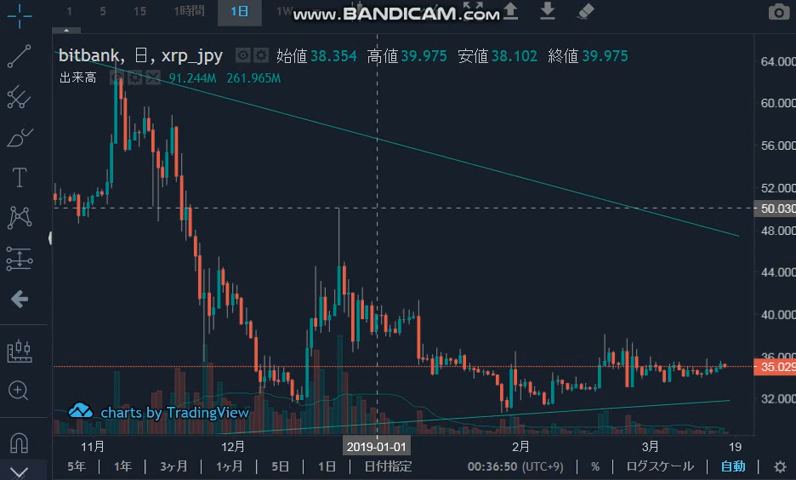 1 5 15 1時間 1日 1W
www.BANDICAM.com
bitbank, 日, xrp_jpy 始値 38.354 高値 39.975 安値 38.102 終値 39.975
出来高 91.244M 261.965M
64.000
60.000
56.000
52.000
50.030
48.000
44.000
40.000
36.000
35.029
32.000
charts by TradingView
11月 12月 2019-01-01 2月 3月 19
5年 1年 3ヶ月 1ヶ月 5日 1日 日付指定 00:36:50 (UTC+9) % ログスケール 自動